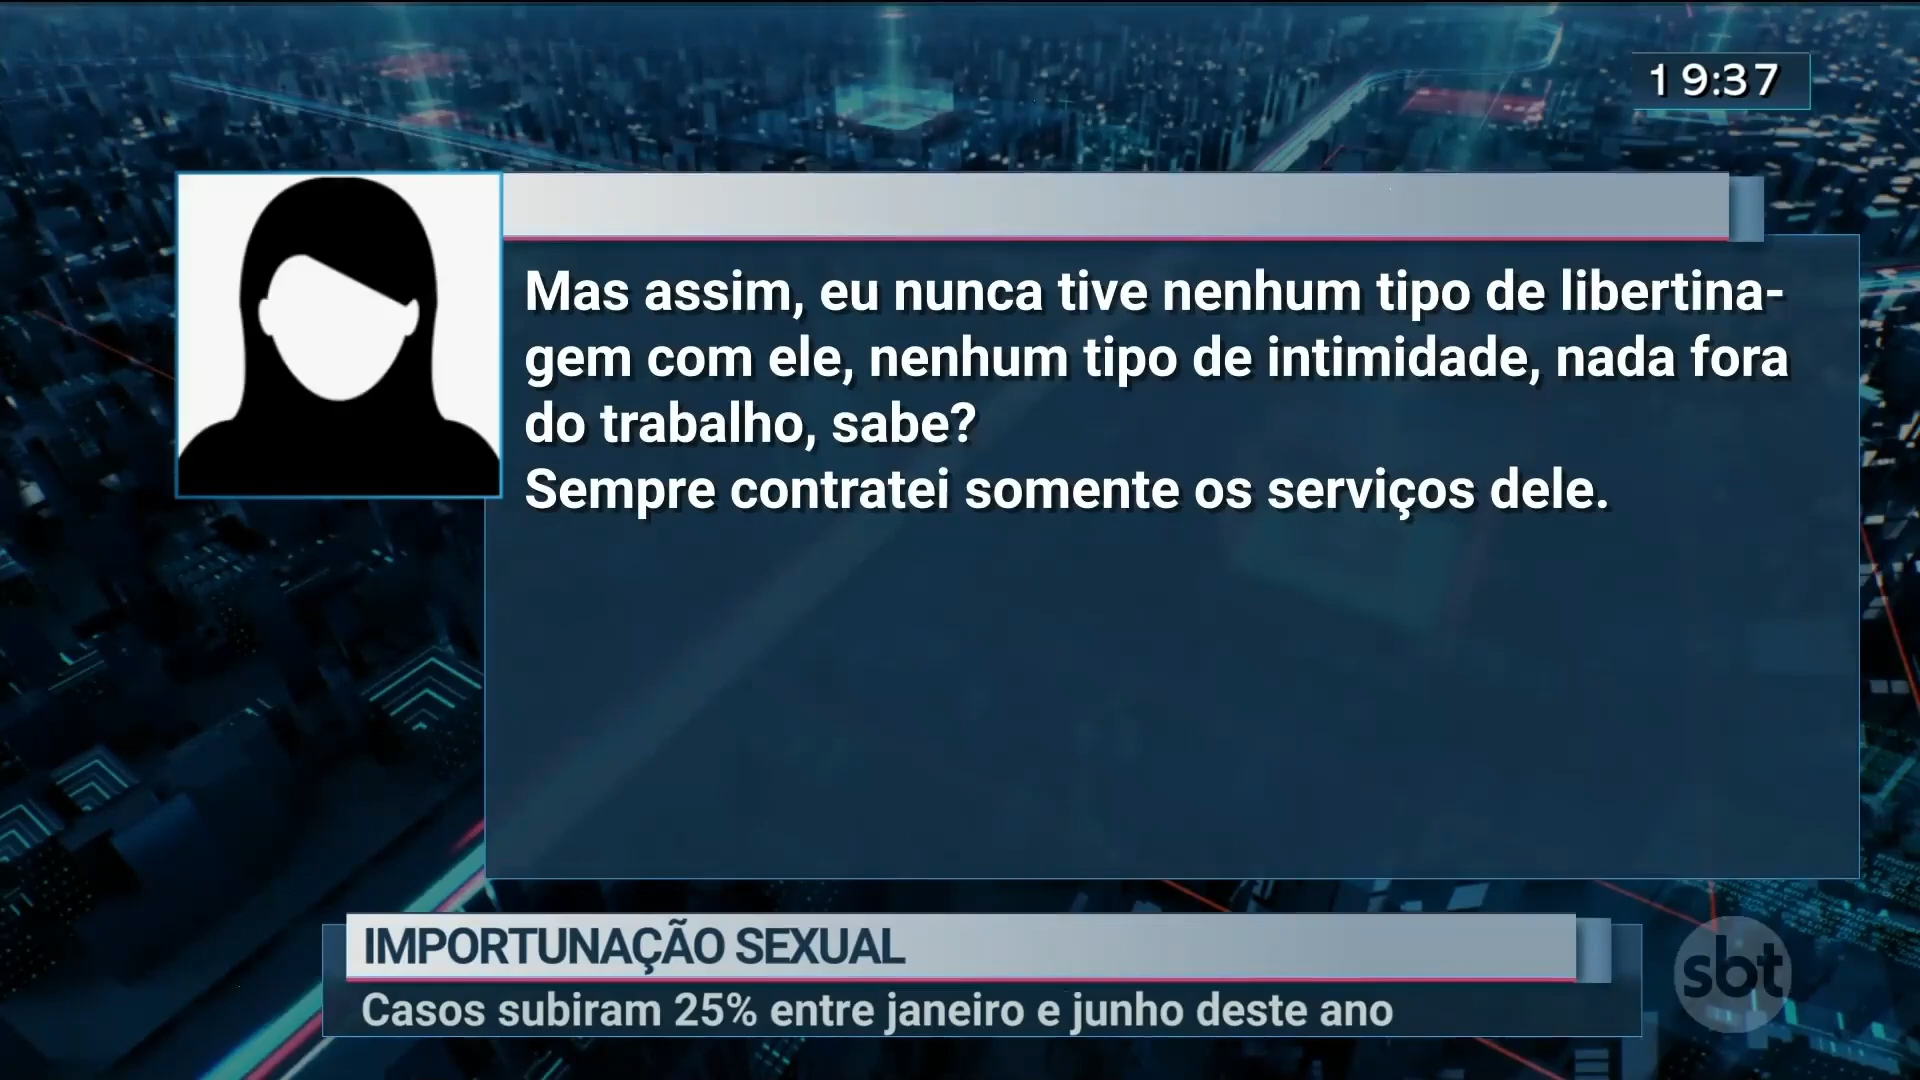 19:37
Mas assim, eu nunca tive nenhum tipo de libertina-
gem com ele, nenhum tipo de intimidade, nada fora
do trabalho, sabe?
Sempre contratei somente os serviços dele.
IMPORTUNAÇÃO SEXUAL
Casos subiram 25% entre janeiro e junho deste ano
sbt